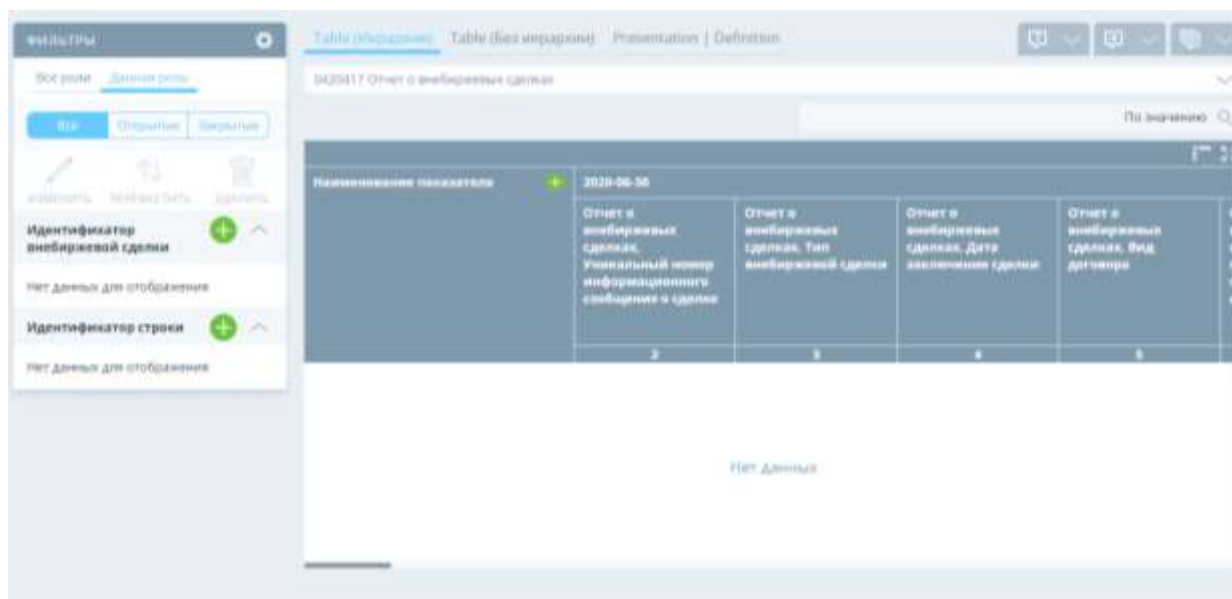 ФИЛЬТРЫ
Все роли Данная роль
Все Открытые Закрытые
ИЗМЕНИТЬ ПЕРЕМЕСТИТЬ УДАЛИТЬ
Идентификатор
внебиржевой сделки
Нет данных для отображения
Идентификатор строки
Нет данных для отображения
Table (Иерархия) Table (Без иерархии) Presentation | Definition
0420417 Отчет о внебиржевых сделках
По значению
Наименование показателя
2020-06-30
Отчет о
внебиржевых
сделках.
Уникальный номер
информационного
сообщения о сделке
Отчет о
внебиржевых
сделках. Тип
внебиржевой сделки
Отчет о
внебиржевых
сделках. Дата
заключения сделки
Отчет о
внебиржевых
сделках. Вид
договора
2 3 4 5
Нет данных